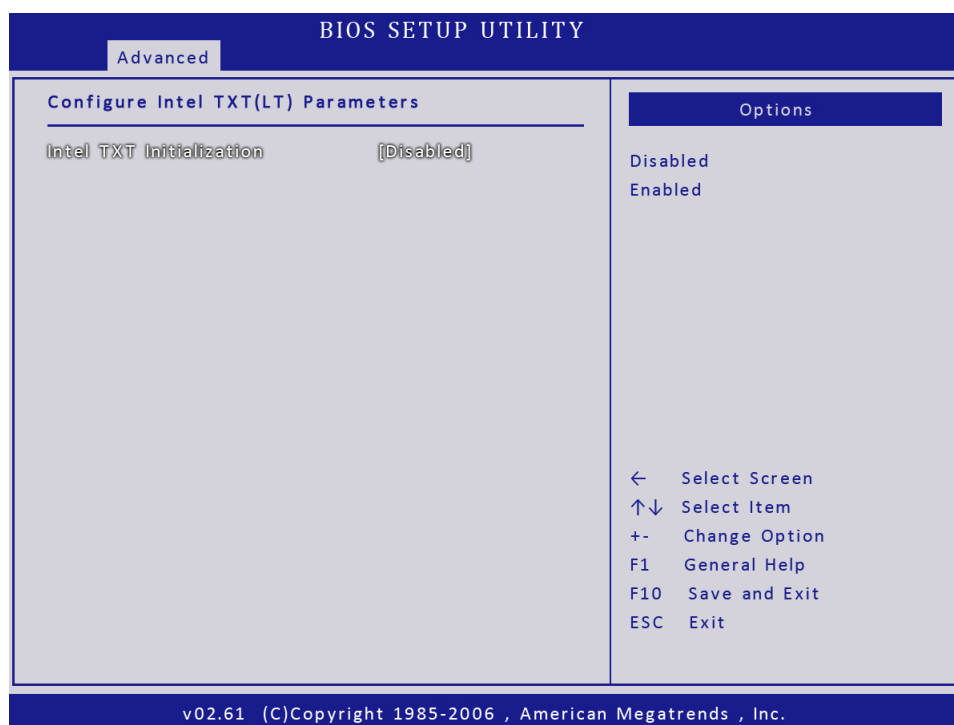 BIOS SETUP UTILITY
Advanced
Configure Intel TXT(LT) Parameters
Intel TXT Initialization [Disabled]
Options
Disabled
Enabled
← Select Screen
↑↓ Select Item
+- Change Option
F1 General Help
F10 Save and Exit
ESC Exit
v02.61 (C)Copyright 1985-2006 , American Megatrends , Inc.